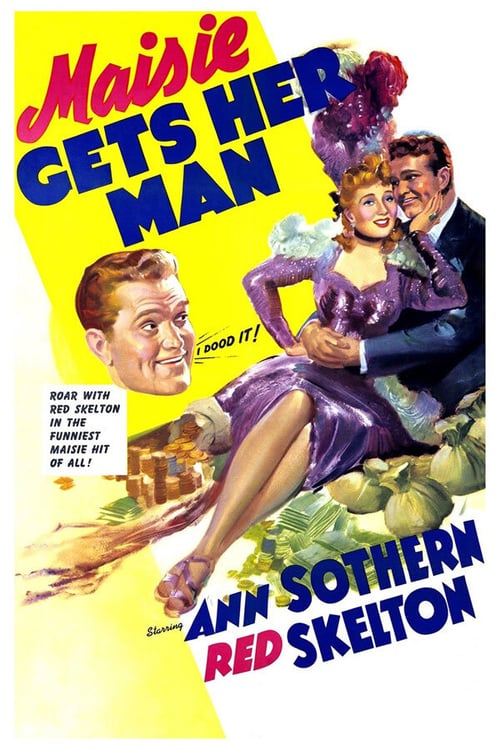 Maisie
GETS HER
MAN
I DOOD IT!
ROAR WITH
RED SKELTON
IN THE
FUNNIEST
MAISIE HIT
OF ALL!
Starring
ANN SOTHERN
RED SKELTON